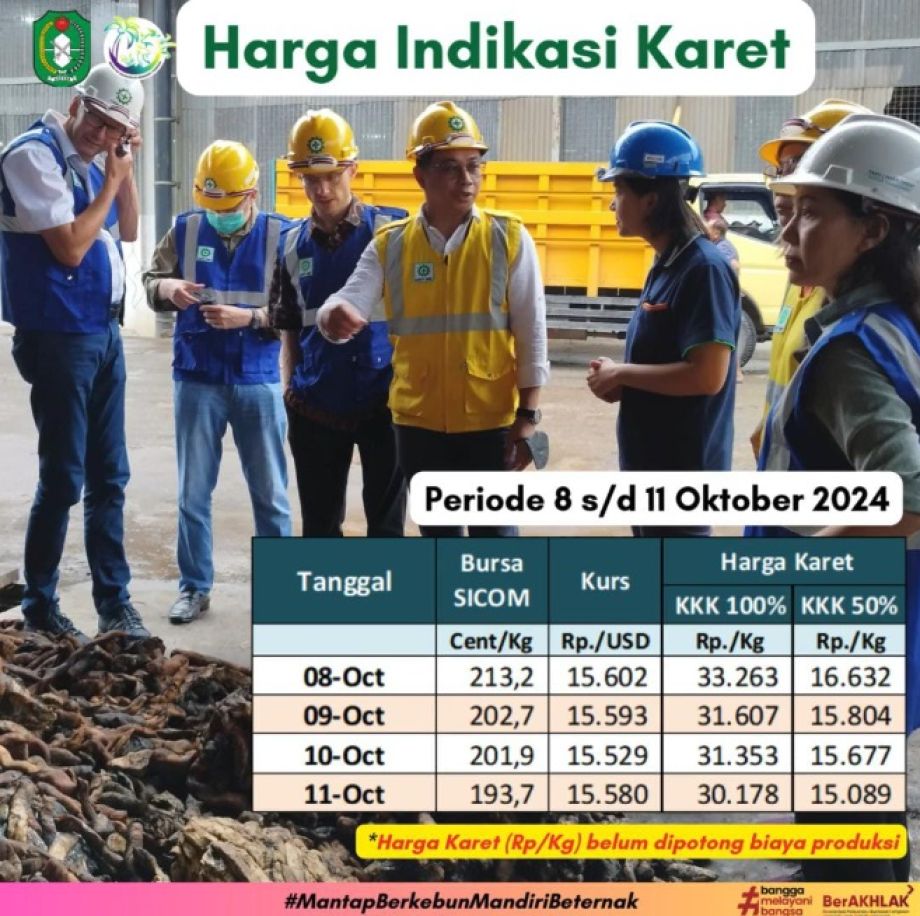 Harga Indikasi Karet
Periode 8 s/d 11 Oktober 2024
Tanggal Bursa SICOM Kurs Harga Karet
KKK 100% KKK 50%
Cent/Kg Rp./USD Rp./Kg Rp./Kg
08-Oct 213,2 15.602 33.263 16.632
09-Oct 202,7 15.593 31.607 15.804
10-Oct 201,9 15.529 31.353 15.677
11-Oct 193,7 15.580 30.178 15.089
*Harga Karet (Rp/Kg) belum dipotong biaya produksi
#MantapBerkebunMandiriBeternak
#bangga melayani bangsa
BerAKHLAK